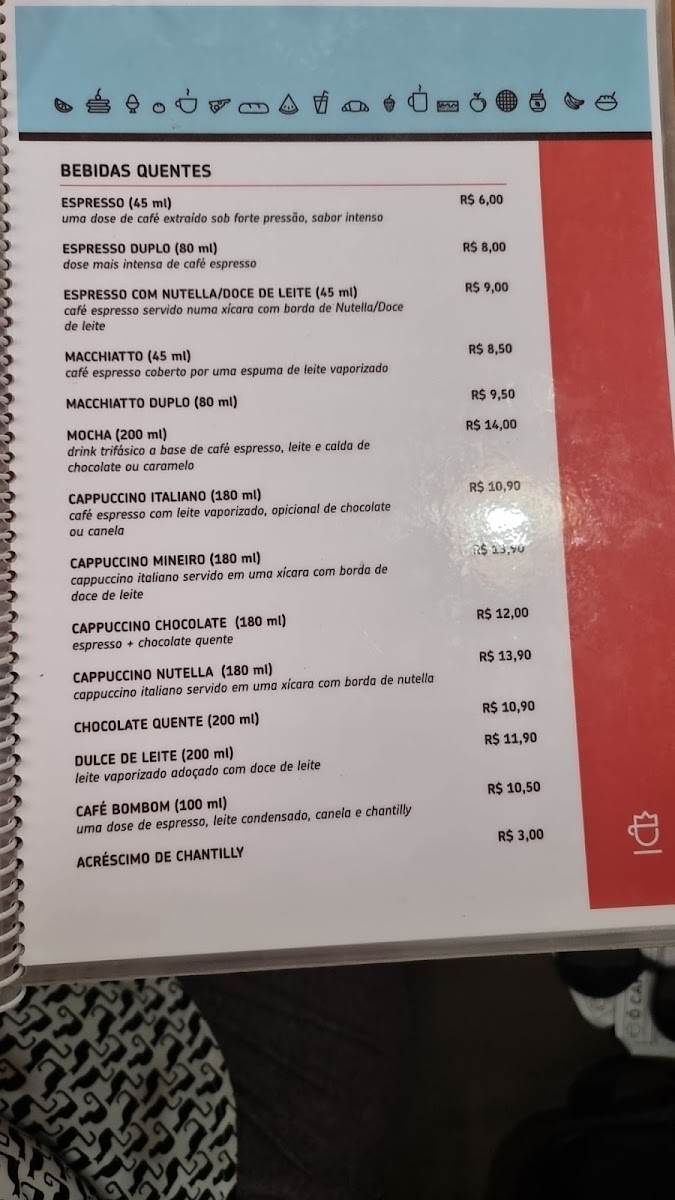 BEBIDAS QUENTES
ESPRESSO (45 ml) R$ 6,00
uma dose de café extraído sob forte pressão, sabor intenso
ESPRESSO DUPLO (80 ml) R$ 8,00
dose mais intensa de café espresso
ESPRESSO COM NUTELLA/DOCE DE LEITE (45 ml) R$ 9,00
café espresso servido numa xícara com borda de Nutella/Doce
de leite
MACCHIATTO (45 ml) R$ 8,50
café espresso coberto por uma espuma de leite vaporizado
MACCHIATTO DUPLO (80 ml) R$ 9,50
MOCHA (200 ml) R$ 14,00
drink trifásico a base de café espresso, leite e calda de
chocolate ou caramelo
CAPPUCCINO ITALIANO (180 ml) R$ 10,90
café espresso com leite vaporizado, opicional de chocolate
ou canela
CAPPUCCINO MINEIRO (180 ml) R$ 13,90
cappuccino italiano servido em uma xícara com borda de
doce de leite
CAPPUCCINO CHOCOLATE (180 ml) R$ 12,00
espresso + chocolate quente
CAPPUCCINO NUTELLA (180 ml) R$ 13,90
cappuccino italiano servido em uma xícara com borda de nutella
CHOCOLATE QUENTE (200 ml) R$ 10,90
DULCE DE LEITE (200 ml) R$ 11,90
leite vaporizado adoçado com doce de leite
CAFÉ BOMBOM (100 ml) R$ 10,50
uma dose de espresso, leite condensado, canela e chantilly
ACRÉSCIMO DE CHANTILLY R$ 3,00